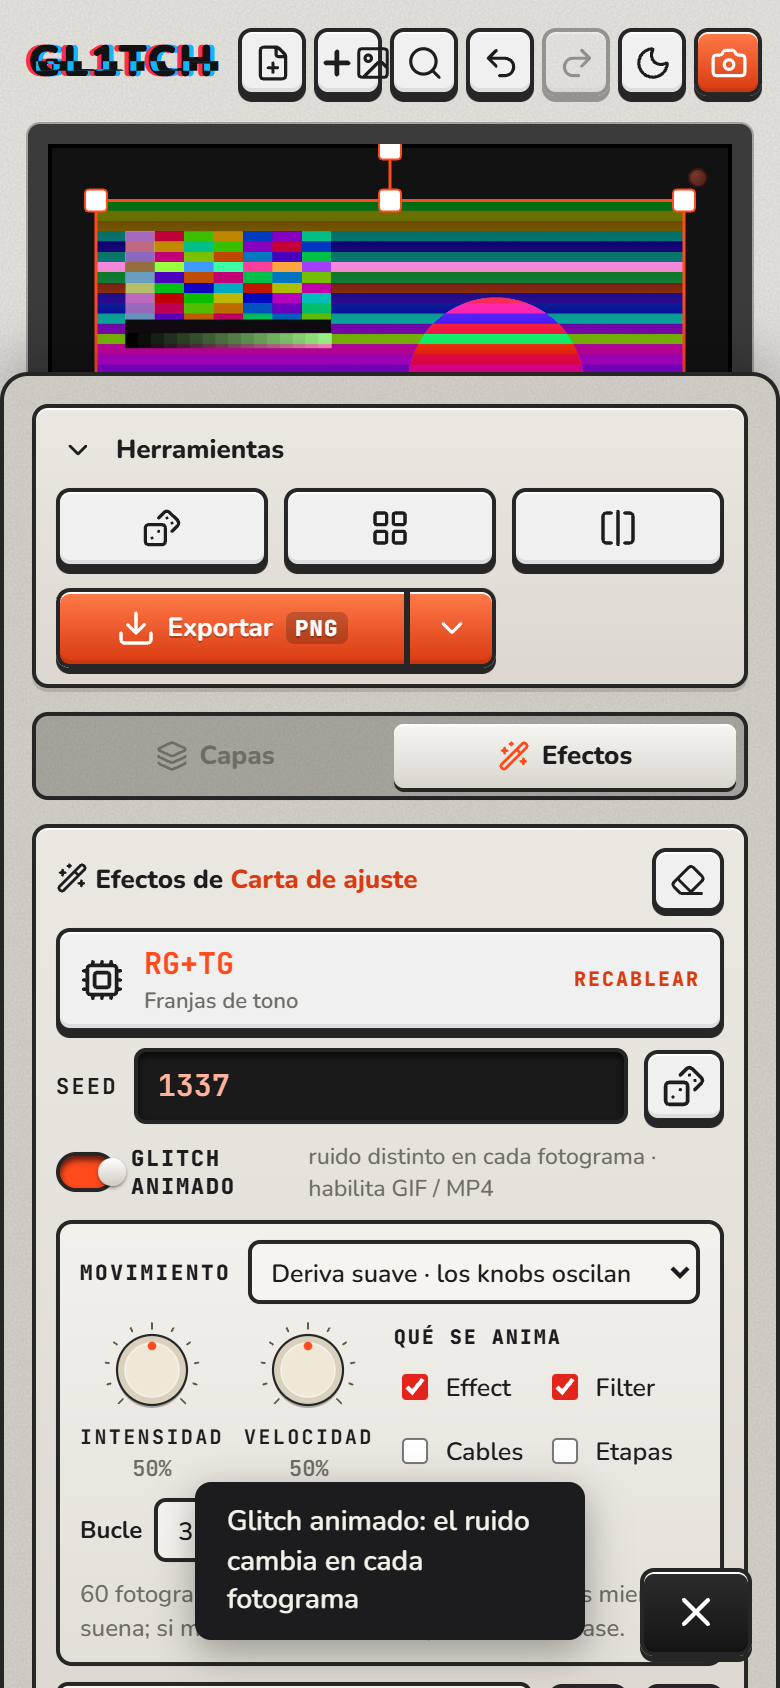 GL1TCH
Herramientas
Exportar PNG
Capas
Efectos
Efectos de Carta de ajuste
RG+TG
Franjas de tono
RECABLEAR
SEED
1337
GLITCH ANIMADO
ruido distinto en cada fotograma ·
habilita GIF / MP4
MOVIMIENTO
Deriva suave · los knobs oscilan
QUÉ SE ANIMA
Effect
Filter
INTENSIDAD
VELOCIDAD
Cables
Etapas
50%
50%
Bucle
3
Glitch animado: el ruido
cambia en cada
fotograma
60
suena; si